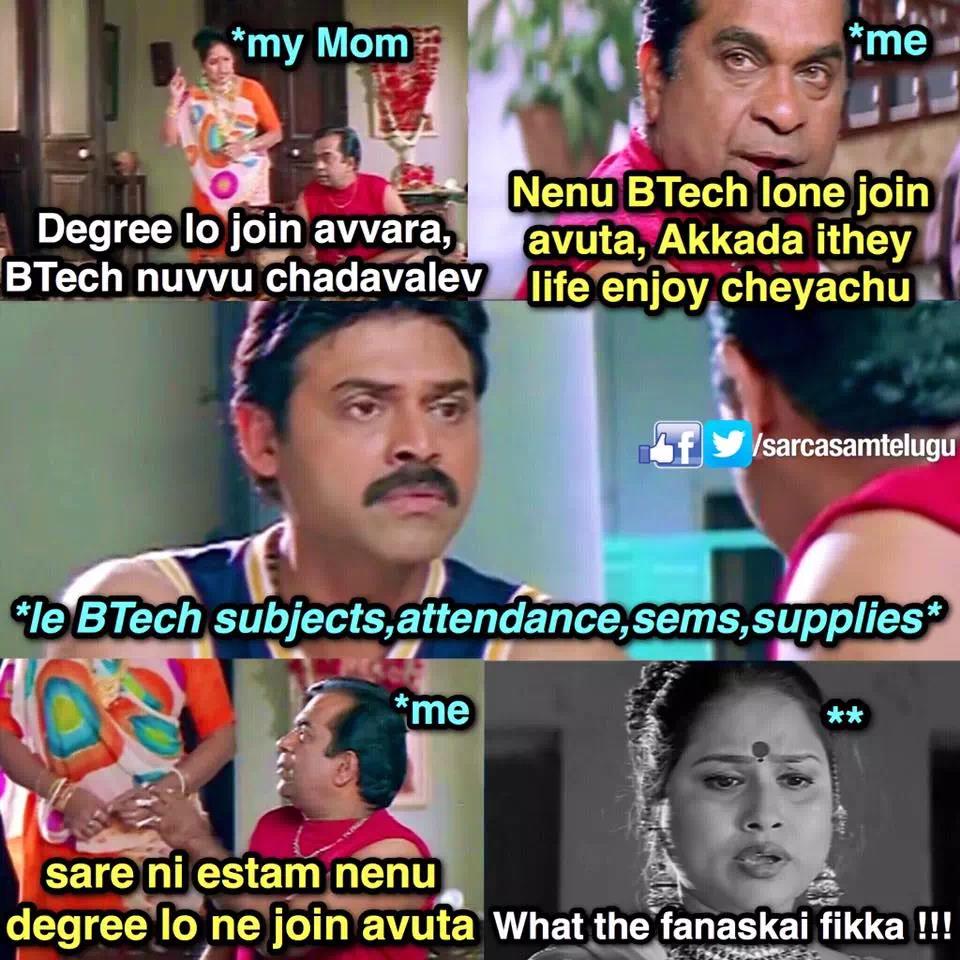 *my Mom
Degree lo join avvara,
BTech nuvvu chadavalev
*me
Nenu BTech lone join
avuta, Akkada ithey
life enjoy cheyachu
/sarcasamtelugu
*le BTech subjects,attendance,sems,supplies*
*me
sare ni estam nenu
degree lo ne join avuta
**
What the fanaskai fikka !!!